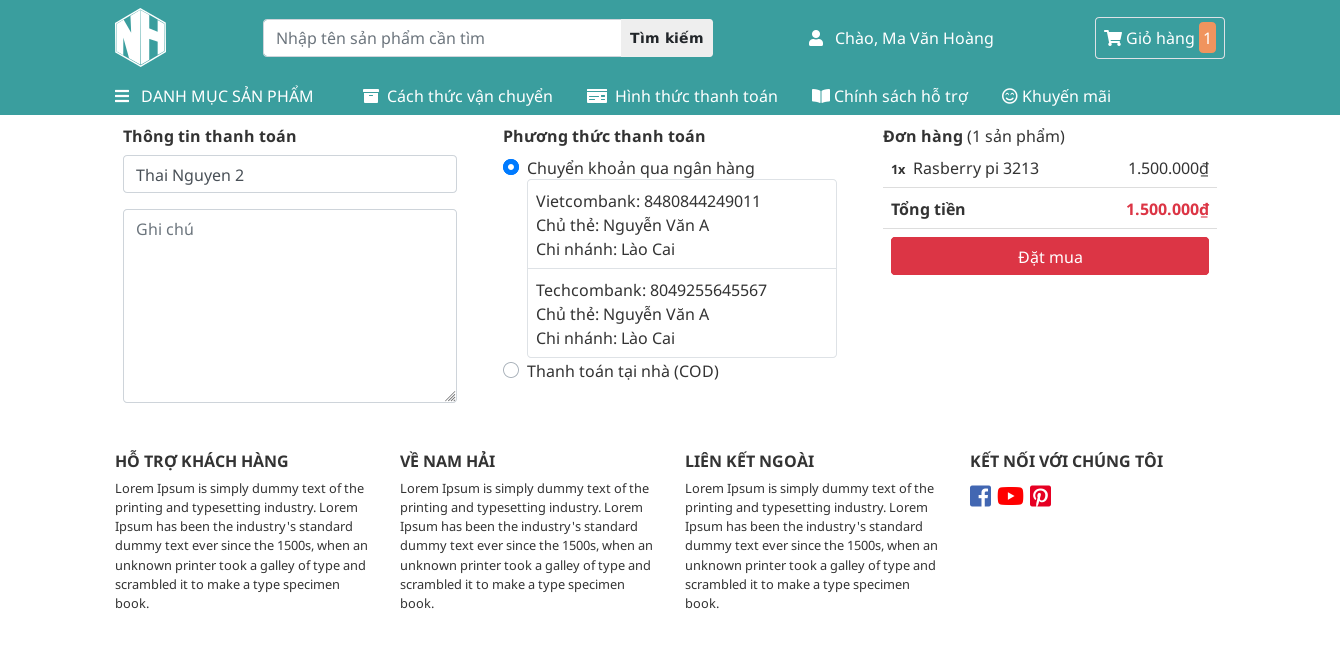 NH
Nhập tên sản phẩm cần tìm
Tìm kiếm
Chào, Ma Văn Hoàng
Giỏ hàng 1
DANH MỤC SẢN PHẨM
Cách thức vận chuyển
Hình thức thanh toán
Chính sách hỗ trợ
Khuyến mãi
Thông tin thanh toán
Thai Nguyen 2
Ghi chú
Phương thức thanh toán
Chuyển khoản qua ngân hàng
Vietcombank: 8480844249011
Chủ thẻ: Nguyễn Văn A
Chi nhánh: Lào Cai
Techcombank: 8049255645567
Chủ thẻ: Nguyễn Văn A
Chi nhánh: Lào Cai
Thanh toán tại nhà (COD)
Đơn hàng (1 sản phẩm)
1x Rasberry pi 3213 1.500.000₫
Tổng tiền 1.500.000₫
Đặt mua
HỖ TRỢ KHÁCH HÀNG
Lorem Ipsum is simply dummy text of the
printing and typesetting industry. Lorem
Ipsum has been the industry's standard
dummy text ever since the 1500s, when an
unknown printer took a galley of type and
scrambled it to make a type specimen
book.
VỀ NAM HẢI
Lorem Ipsum is simply dummy text of the
printing and typesetting industry. Lorem
Ipsum has been the industry's standard
dummy text ever since the 1500s, when an
unknown printer took a galley of type and
scrambled it to make a type specimen
book.
LIÊN KẾT NGOÀI
Lorem Ipsum is simply dummy text of the
printing and typesetting industry. Lorem
Ipsum has been the industry's standard
dummy text ever since the 1500s, when an
unknown printer took a galley of type and
scrambled it to make a type specimen
book.
KẾT NỐI VỚI CHÚNG TÔI